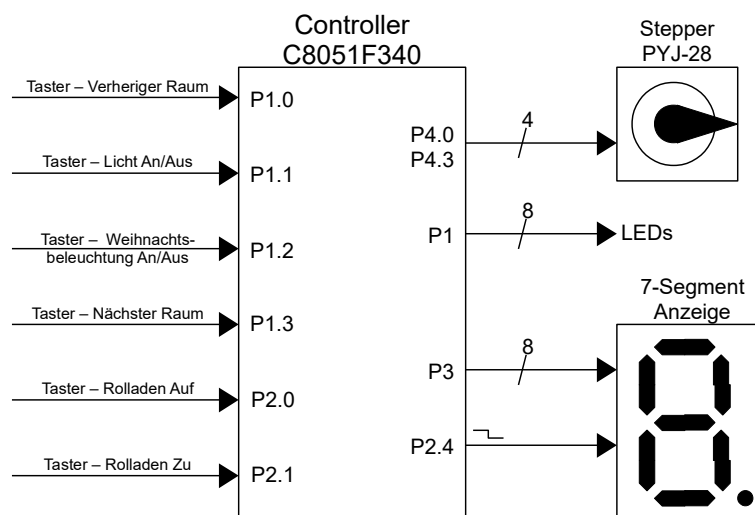 Controller
C8051F340
Stepper
PYJ-28
Taster – Verheriger Raum
P1.0
Taster – Licht An/Aus
P1.1
Taster – Weihnachts-
beleuchtung An/Aus
P1.2
Taster – Nächster Raum
P1.3
Taster – Rolladen Auf
P2.0
Taster – Rolladen Zu
P2.1
P4.0
P4.3
4
P1
8
LEDs
7-Segment
Anzeige
P3
8
P2.4
8.